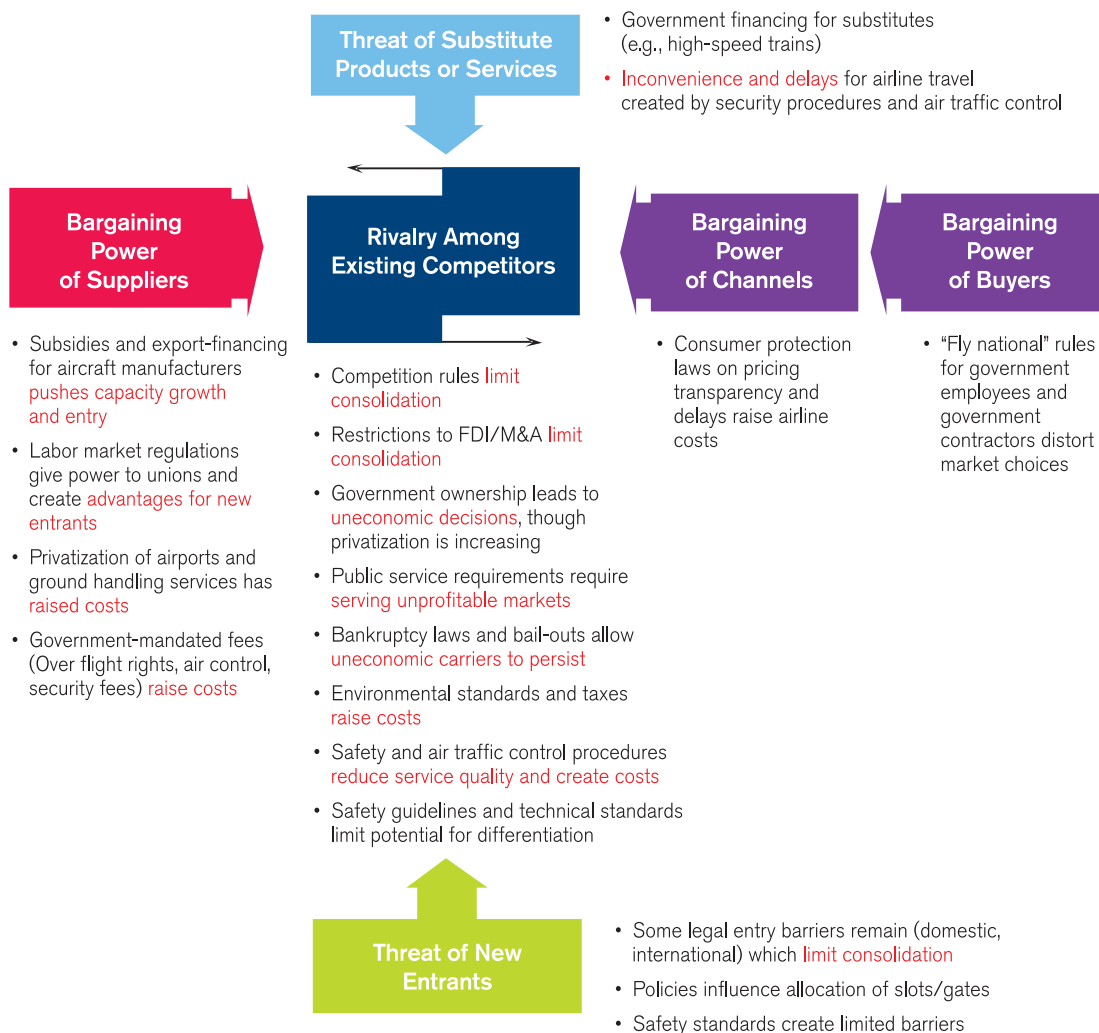 Threat of Substitute
Products or Services
• Government financing for substitutes
(e.g., high-speed trains)
• Inconvenience and delays for airline travel
created by security procedures and air traffic control
Bargaining
Power
of Suppliers
Rivalry Among
Existing Competitors
Bargaining
Power
of Channels
Bargaining
Power
of Buyers
• Subsidies and export-financing
for aircraft manufacturers
pushes capacity growth
and entry
• Labor market regulations
give power to unions and
create advantages for new
entrants
• Privatization of airports and
ground handling services has
raised costs
• Government-mandated fees
(Over flight rights, air control,
security fees) raise costs
• Competition rules limit
consolidation
• Restrictions to FDI/M&A limit
consolidation
• Government ownership leads to
uneconomic decisions, though
privatization is increasing
• Public service requirements require
serving unprofitable markets
• Bankruptcy laws and bail-outs allow
uneconomic carriers to persist
• Environmental standards and taxes
raise costs
• Safety and air traffic control procedures
reduce service quality and create costs
• Safety guidelines and technical standards
limit potential for differentiation
• Consumer protection
laws on pricing
transparency and
delays raise airline
costs
• “Fly national” rules
for government
employees and
government
contractors distort
market choices
Threat of New
Entrants
• Some legal entry barriers remain (domestic,
international) which limit consolidation
• Policies influence allocation of slots/gates
• Safety standards create limited barriers